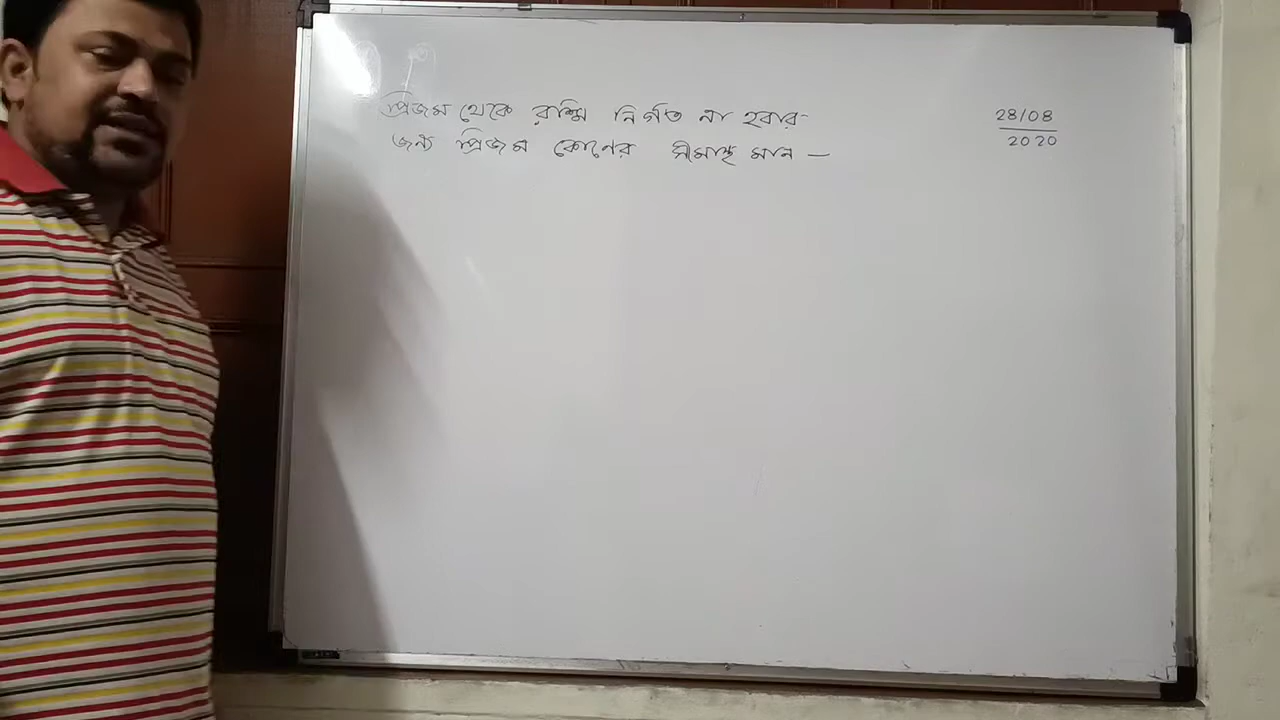 প্রিজম থেকে রশ্মি নির্গত না হবার
জন্য প্রিজম কোণের সীমাস্থ মান –
28/08
2020